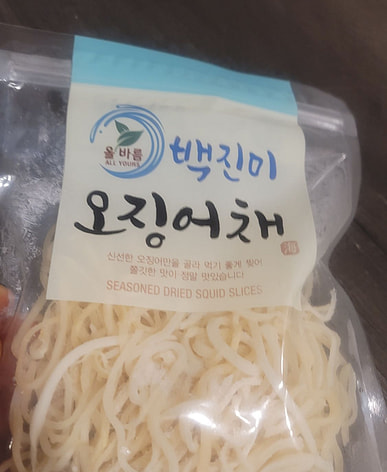 올바름
ALL YOURS
백진미
오징어채
신선한 오징어만을 골라 먹기 좋게 찢어
쫄깃한 맛이 정말 맛있습니다
SEASONED DRIED SQUID SLICES